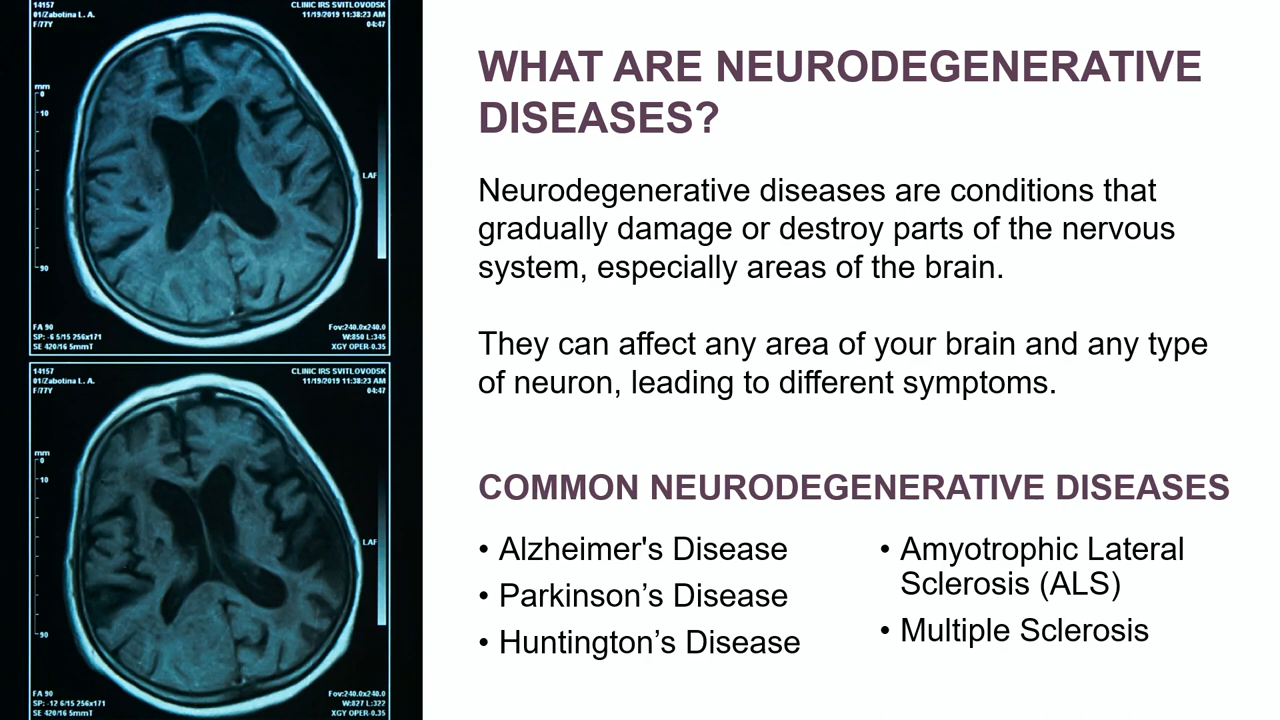 14157
01/Zabotina L. A.
F/77Y
CLINIC IRS SVITLOVODSK
11/19/2019 11:38:23 AM
04:47
mm
0
10
90
LAF
FA 90
SP: -6 5/15 256x171
SE 420/16 5mmT
Fov:240.0x240.0
W:850 L:345
XGY OPER-0.35
14157
01/Zabotina L. A.
F/77Y
CLINIC IRS SVITLOVODSK
11/19/2019 11:38:23 AM
04:47
mm
0
10
90
LAF
FA 90
SP: -12 6/15 256x171
SE 420/16 5mmT
Fov:240.0x240.0
W:827 L:322
XGY OPER-0.35
WHAT ARE NEURODEGENERATIVE
DISEASES?
Neurodegenerative diseases are conditions that
gradually damage or destroy parts of the nervous
system, especially areas of the brain.
They can affect any area of your brain and any type
of neuron, leading to different symptoms.
COMMON NEURODEGENERATIVE DISEASES
• Alzheimer's Disease
• Parkinson’s Disease
• Huntington’s Disease
• Amyotrophic Lateral
Sclerosis (ALS)
• Multiple Sclerosis